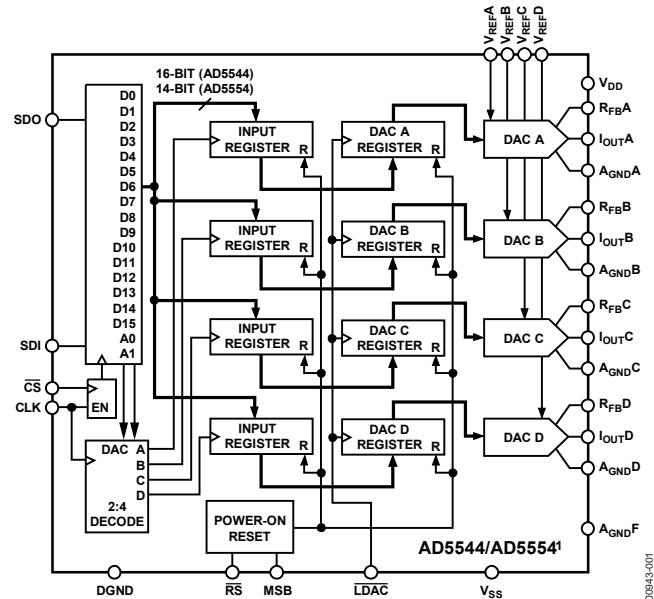 VREFA
VREFB
VREFC
VREFD
16-BIT (AD5544)
14-BIT (AD5554)
SDO
D0
D1
D2
D3
D4
D5
D6
D7
D8
D9
D10
D11
D12
D13
D14
D15
A0
A1
SDI
CS
CLK
EN
DAC A
B
C
D
2:4
DECODE
INPUT
REGISTER R
DAC A
REGISTER R
DAC A
VDD
RFBA
IOUTA
AGNDA
INPUT
REGISTER R
DAC B
REGISTER R
DAC B
RFBB
IOUTB
AGNDB
INPUT
REGISTER R
DAC C
REGISTER R
DAC C
RFBC
IOUTC
AGNDC
INPUT
REGISTER R
DAC D
REGISTER R
DAC D
RFBD
IOUTD
AGNDD
POWER-ON
RESET
AGNDF
AD5544/AD5554¹
DGND
RS
MSB
LDAC
VSS
00943-001